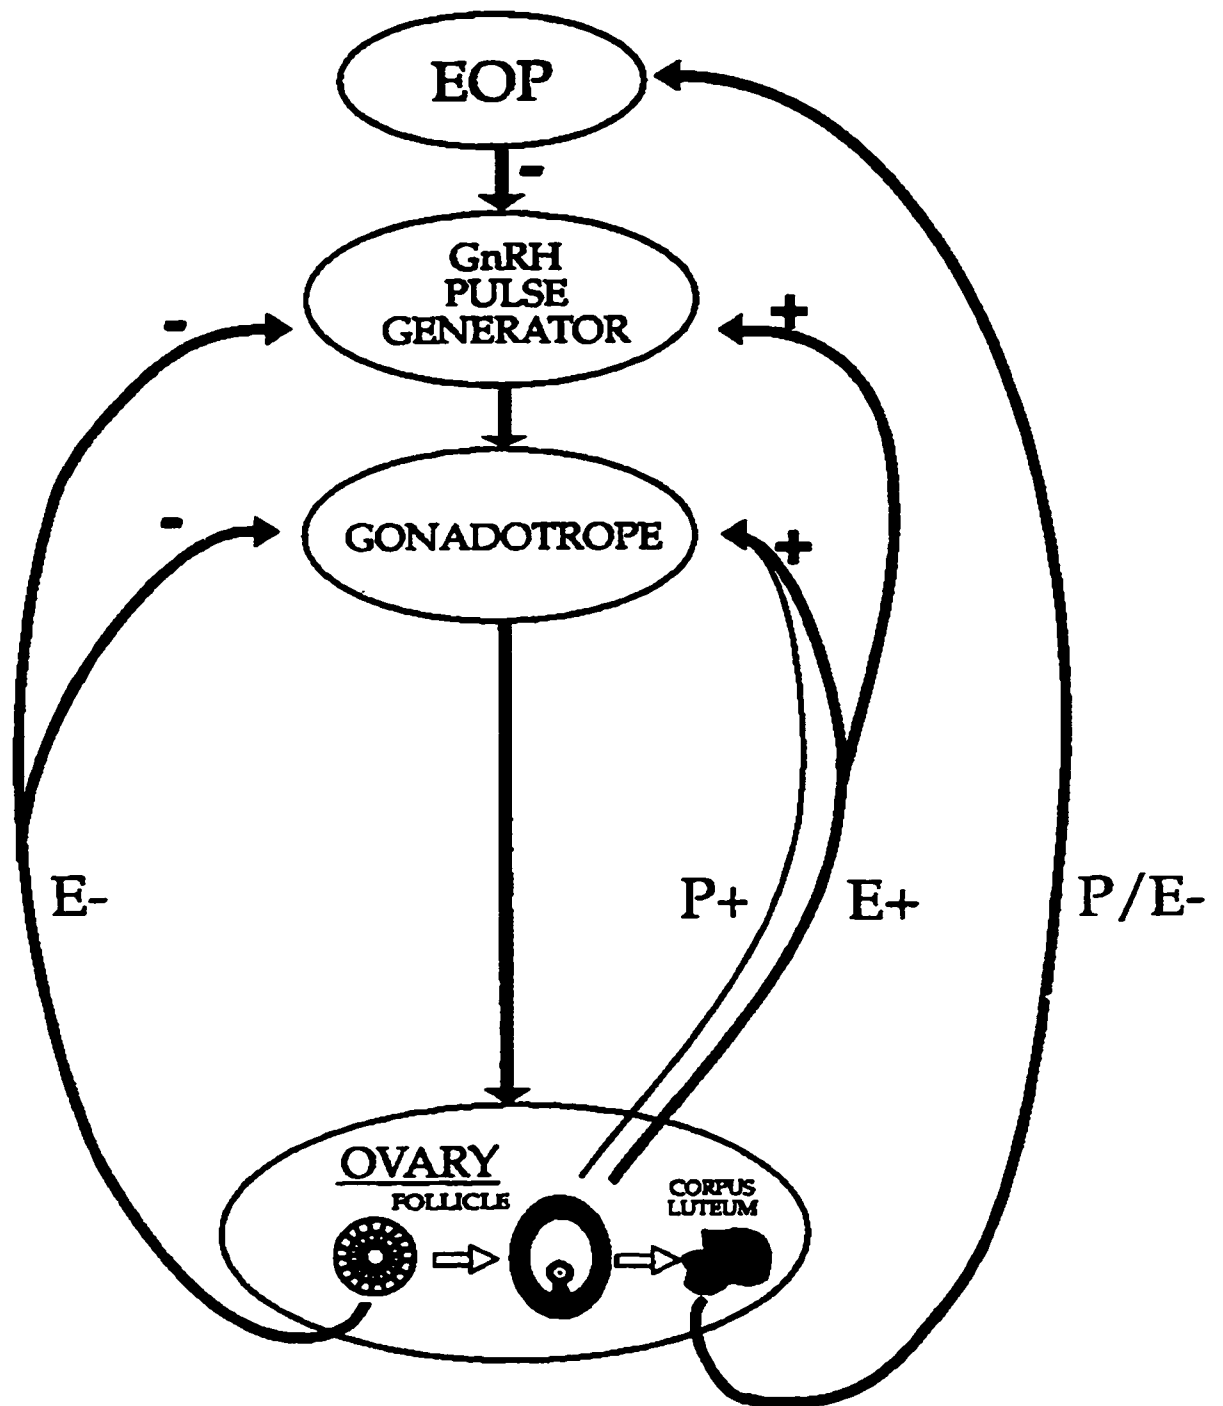 EOP
-
GnRH
PULSE
GENERATOR
-
+
GONADOTROPE
-
+
E-
P+
E+
P/E-
OVARY
FOLLICLE
CORPUS
LUTEUM